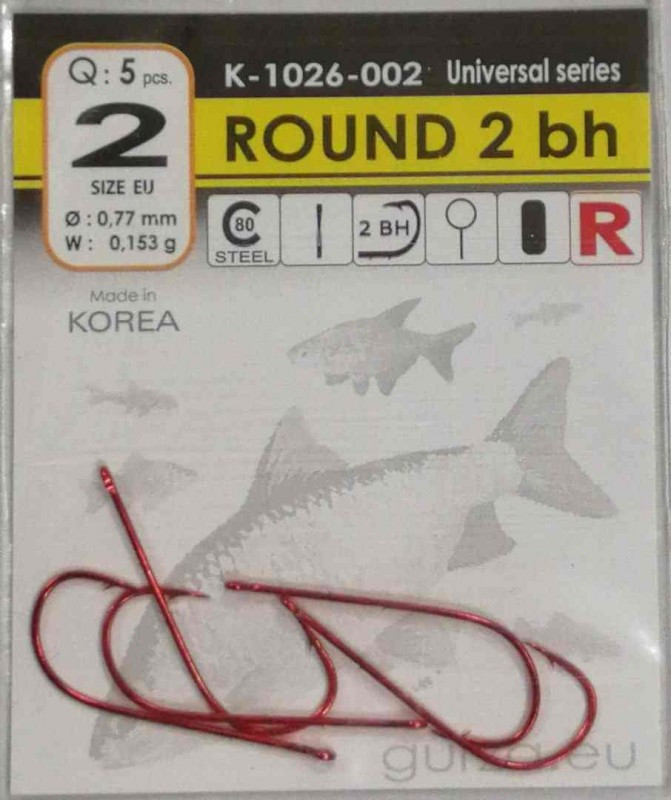 Q: 5 pcs.
K-1026-002 Universal series
2
SIZE EU
ROUND 2 bh
Ø : 0,77 mm
W : 0,153 g
80
STEEL
2 BH
R
Made in
KOREA
gurza.eu